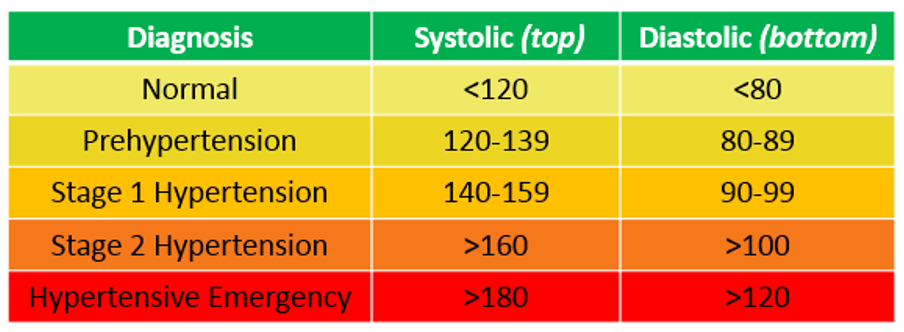 Diagnosis Systolic (top) Diastolic (bottom)
Normal <120 <80
Prehypertension 120-139 80-89
Stage 1 Hypertension 140-159 90-99
Stage 2 Hypertension >160 >100
Hypertensive Emergency >180 >120